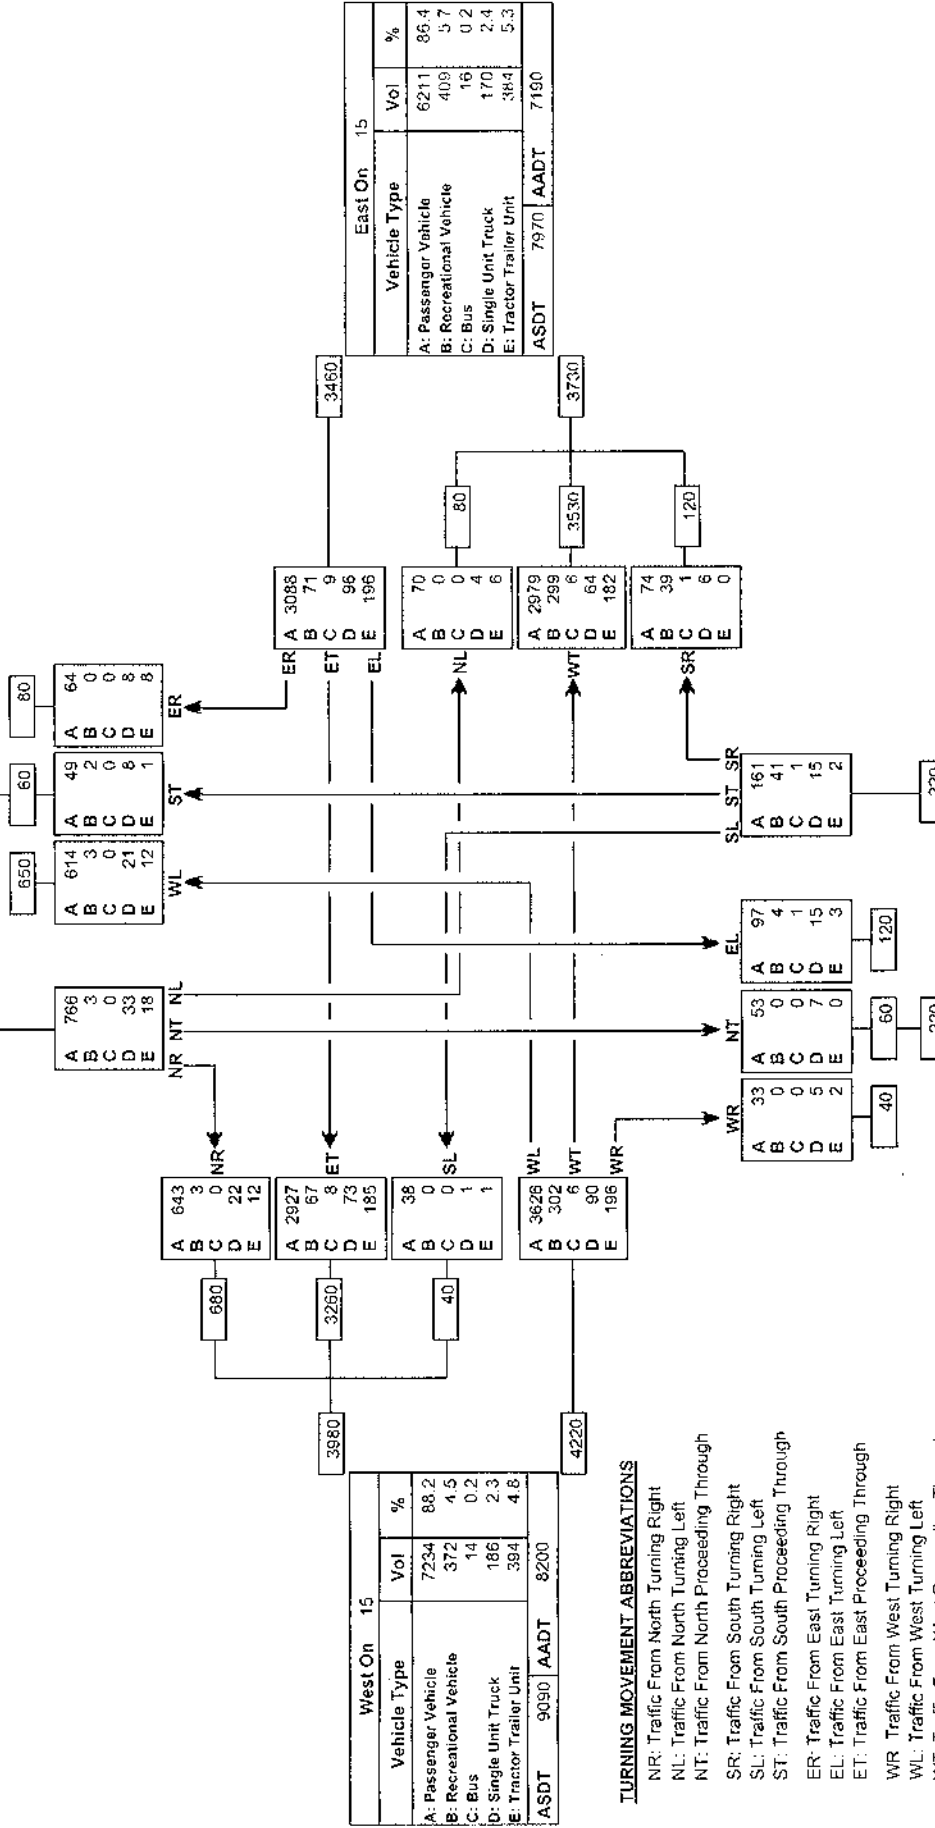 East On 15
Vehicle Type Vol %
A: Passenger Vehicle 6211 86.4
B: Recreational Vehicle 409 5.7
C: Bus 16 0.2
D: Single Unit Truck 170 2.4
E: Tractor Trailer Unit 384 5.3
ASDT 7970 AADT 7190
3460
3730
A 3088
B 71
C 9
D 96
E 196
ER
ET
EL
80
A 70
B 0
C 0
D 4
E 6
NL
3530
A 2979
B 299
C 6
D 64
E 182
WT
120
A 74
B 39
C 1
D 6
E 0
SR
80
A 64
B 0
C 0
D 8
E 8
ER
60
A 49
B 2
C 0
D 8
E 1
ST
650
A 614
B 3
C 0
D 21
E 12
WL
A 766
B 3
C 0
D 33
E 18
NR NT NL
SL ST SR
A 161
B 41
C 1
D 15
E 2
EL
A 97
B 4
C 1
D 15
E 3
120
NT
A 53
B 0
C 0
D 7
E 0
60
WR
A 33
B 0
C 0
D 5
E 2
40
NR
A 643
B 3
C 0
D 22
E 12
680
ET
A 2927
B 67
C 8
D 73
E 185
3260
SL
A 38
B 0
C 0
D 1
E 1
40
WL
WT
WR
A 3626
B 302
C 6
D 90
E 196
3980
4220
West On 15
Vehicle Type Vol %
A: Passenger Vehicle 7234 88.2
B: Recreational Vehicle 372 4.5
C: Bus 14 0.2
D: Single Unit Truck 186 2.3
E: Tractor Trailer Unit 394 4.8
ASDT 9090 AADT 8200
TURNING MOVEMENT ABBREVIATIONS
NR: Traffic From North Turning Right
NL: Traffic From North Turning Left
NT: Traffic From North Proceeding Through
SR: Traffic From South Turning Right
SL: Traffic From South Turning Left
ST: Traffic From South Proceeding Through
ER: Traffic From East Turning Right
EL: Traffic From East Turning Left
ET: Traffic From East Proceeding Through
WR Traffic From West Turning Right
WL: Traffic From West Turning Left